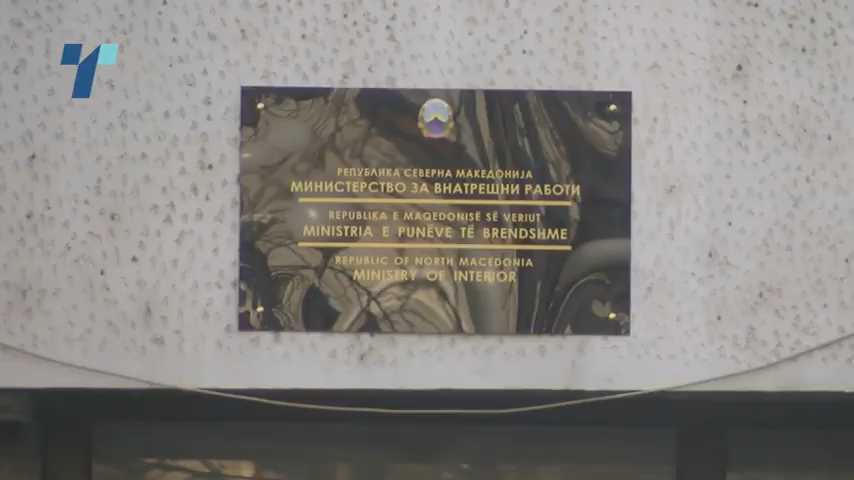 РЕПУБЛИКА СЕВЕРНА МАКЕДОНИЈА
МИНИСТЕРСТВО ЗА ВНАТРЕШНИ РАБОТИ
REPUBLIKA E MAQEDONISË SË VERIUT
MINISTRIA E PUNËVE TË BRENDSHME
REPUBLIC OF NORTH MACEDONIA
MINISTRY OF INTERIOR